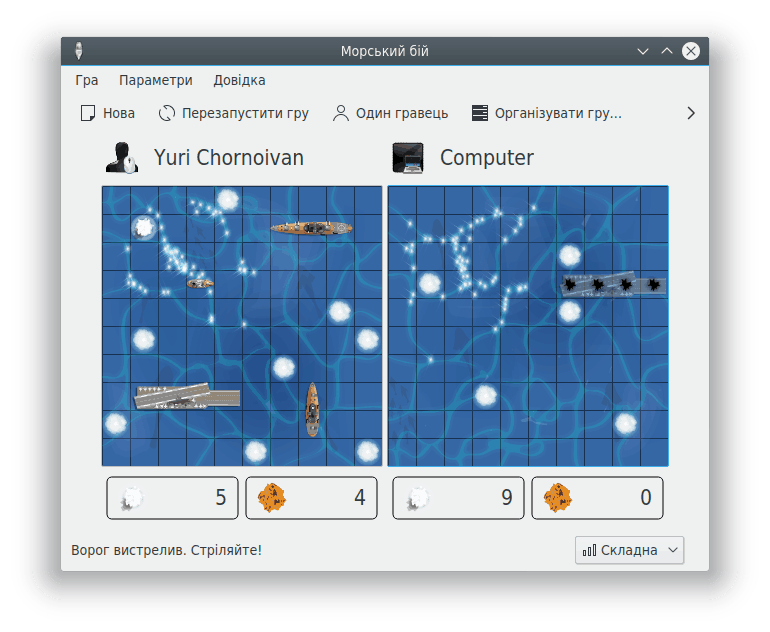 Морський бій
Гра Параметри Довідка
Нова Перезапустити гру Один гравець Організувати гру...
Yuri Chornoivan Computer
5 4 9 0
Ворог вистрелив. Стріляйте! Складна